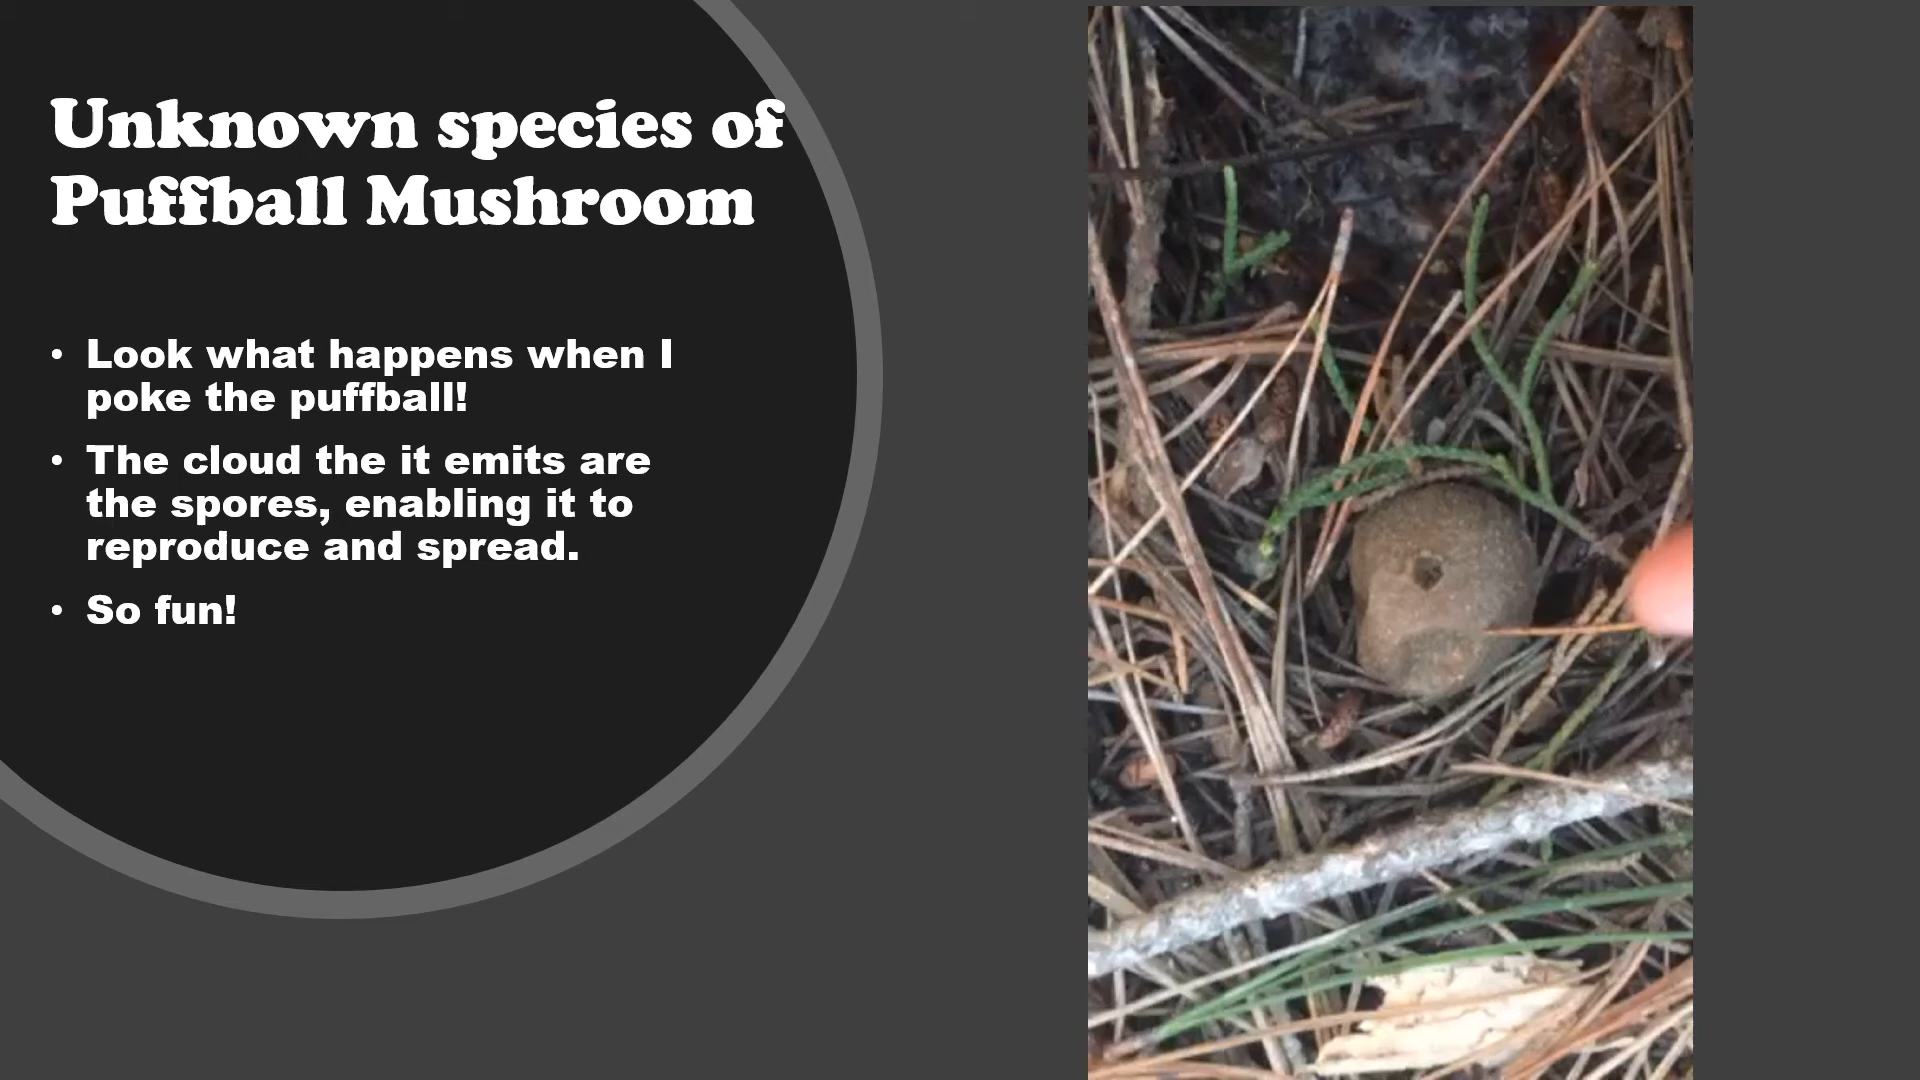 Unknown species of
Puffball Mushroom
• Look what happens when I
poke the puffball!
• The cloud the it emits are
the spores, enabling it to
reproduce and spread.
• So fun!